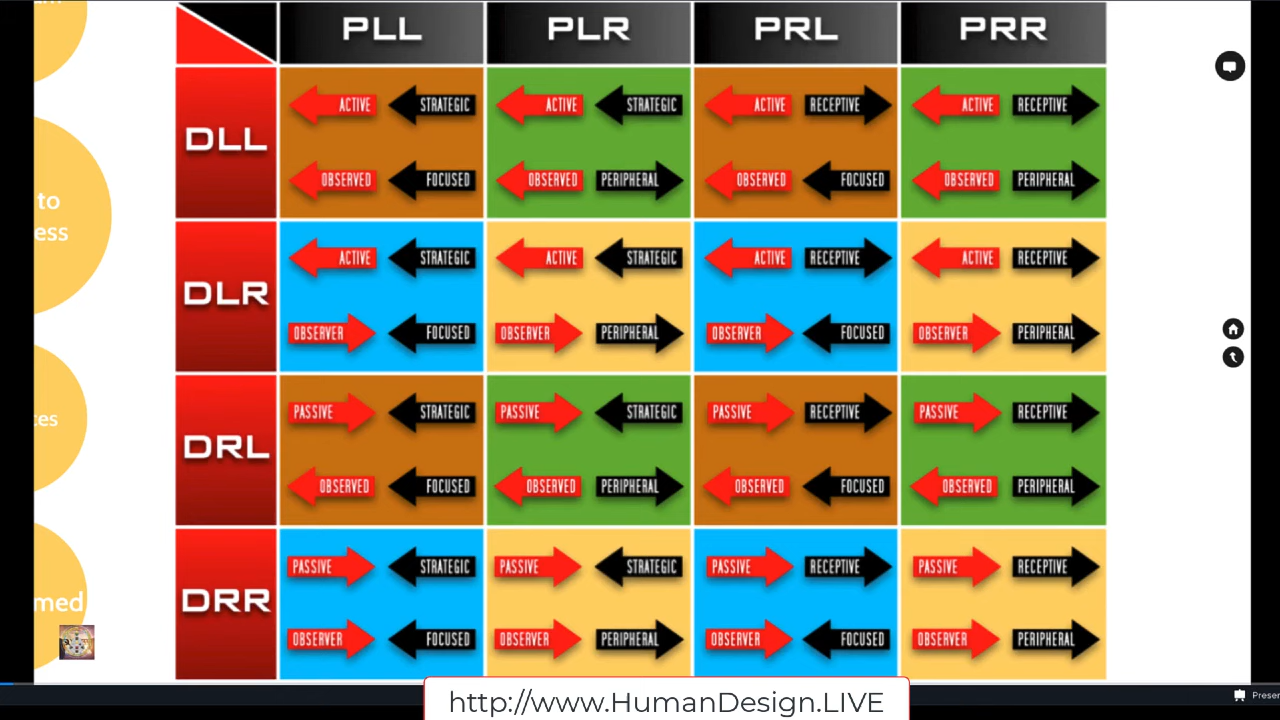 PLL PLR PRL PRR
DLL
ACTIVE STRATEGIC ACTIVE STRATEGIC ACTIVE RECEPTIVE ACTIVE RECEPTIVE
OBSERVED FOCUSED OBSERVED PERIPHERAL OBSERVED FOCUSED OBSERVED PERIPHERAL
to
ess
DLR
ACTIVE STRATEGIC ACTIVE STRATEGIC ACTIVE RECEPTIVE ACTIVE RECEPTIVE
OBSERVER FOCUSED OBSERVER PERIPHERAL OBSERVER FOCUSED OBSERVER PERIPHERAL
ces
DRL
PASSIVE STRATEGIC PASSIVE STRATEGIC PASSIVE RECEPTIVE PASSIVE RECEPTIVE
OBSERVED FOCUSED OBSERVED PERIPHERAL OBSERVED FOCUSED OBSERVED PERIPHERAL
med
DRR
PASSIVE STRATEGIC PASSIVE STRATEGIC PASSIVE RECEPTIVE PASSIVE RECEPTIVE
OBSERVER FOCUSED OBSERVER PERIPHERAL OBSERVER FOCUSED OBSERVER PERIPHERAL
http://www.HumanDesign.LIVE
Presen